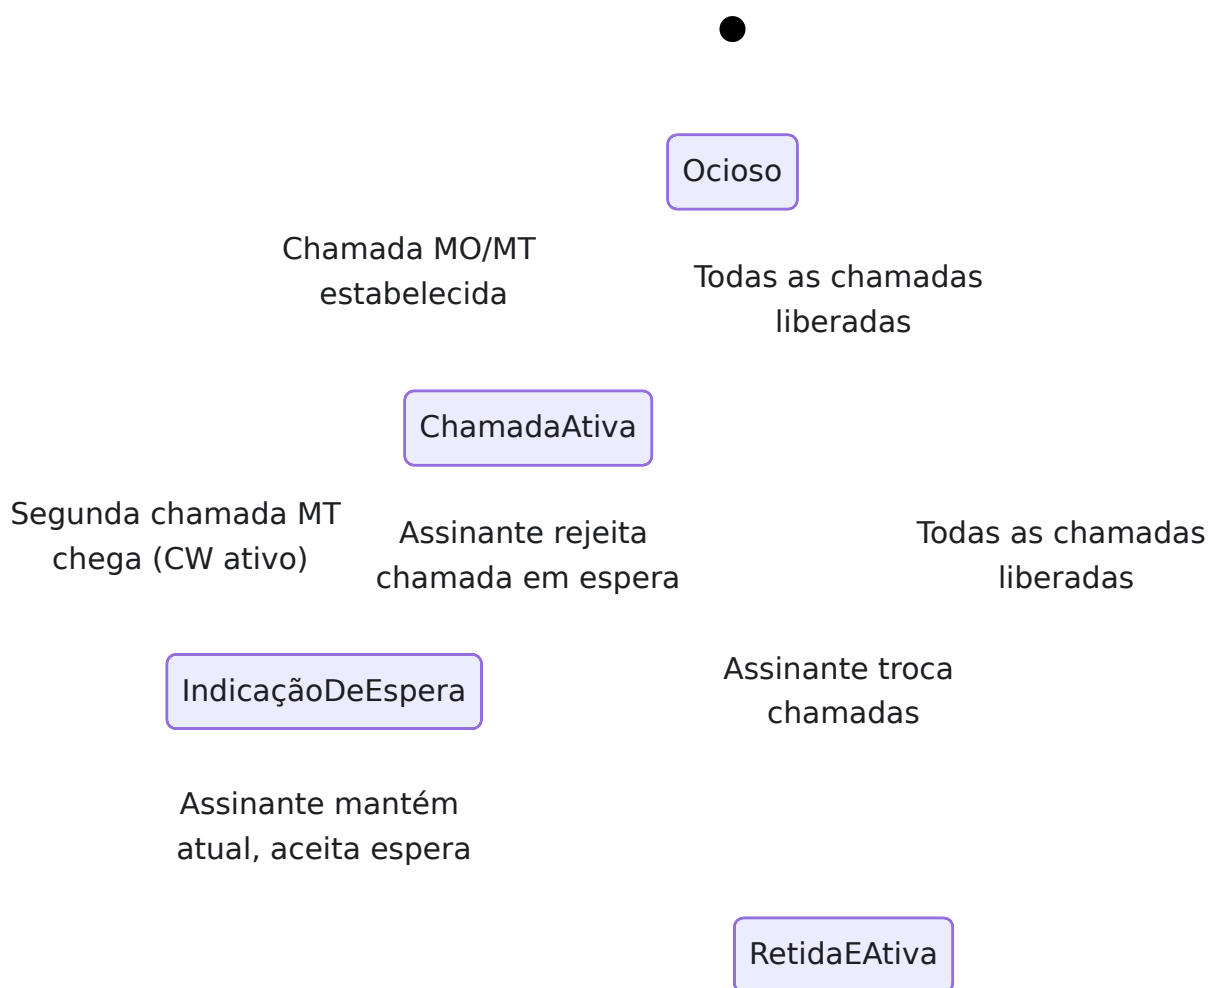 Ocioso
Chamada MO/MT
estabelecida
Todas as chamadas
liberadas
ChamadaAtiva
Segunda chamada MT
chega (CW ativo)
Assinante rejeita
chamada em espera
Todas as chamadas
liberadas
IndicaçãoDeEspera
Assinante troca
chamadas
Assinante mantém
atual, aceita espera
RetidaEAtiva